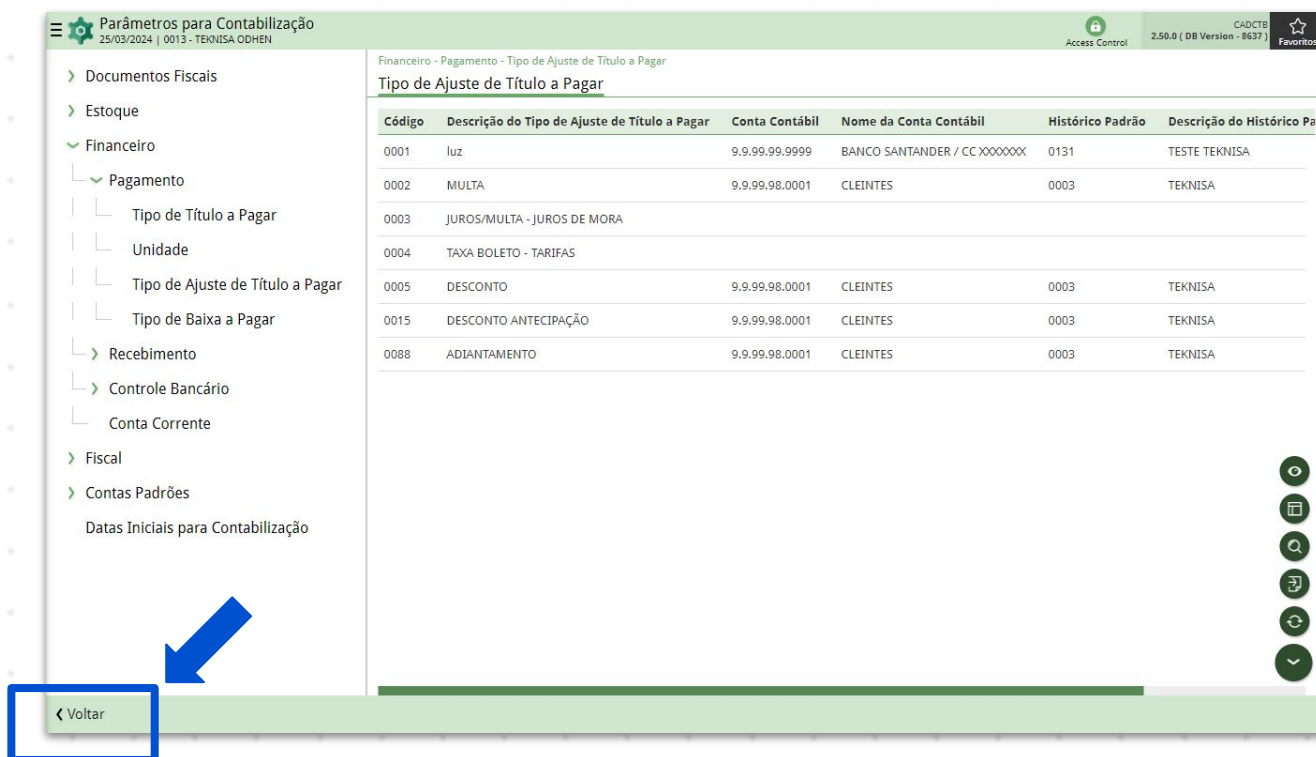 Parâmetros para Contabilização
25/03/2024 | 0013 - TEKNISA ODHEN
Access Control
CADCTB
2.50.0 ( DB Version - 8637 )
Favoritos
Documentos Fiscais
Estoque
Financeiro
Pagamento
Tipo de Título a Pagar
Unidade
Tipo de Ajuste de Título a Pagar
Tipo de Baixa a Pagar
Recebimento
Controle Bancário
Conta Corrente
Fiscal
Contas Padrões
Datas Iniciais para Contabilização
Financeiro - Pagamento - Tipo de Ajuste de Título a Pagar
Tipo de Ajuste de Título a Pagar
Código Descrição do Tipo de Ajuste de Título a Pagar Conta Contábil Nome da Conta Contábil Histórico Padrão Descrição do Histórico Pa
0001 luz 9.9.99.99.9999 BANCO SANTANDER / CC XXXXXXX 0131 TESTE TEKNISA
0002 MULTA 9.9.99.98.0001 CLEINTES 0003 TEKNISA
0003 JUROS/MULTA - JUROS DE MORA
0004 TAXA BOLETO - TARIFAS
0005 DESCONTO 9.9.99.98.0001 CLEINTES 0003 TEKNISA
0015 DESCONTO ANTECIPAÇÃO 9.9.99.98.0001 CLEINTES 0003 TEKNISA
0088 ADIANTAMENTO 9.9.99.98.0001 CLEINTES 0003 TEKNISA
Voltar